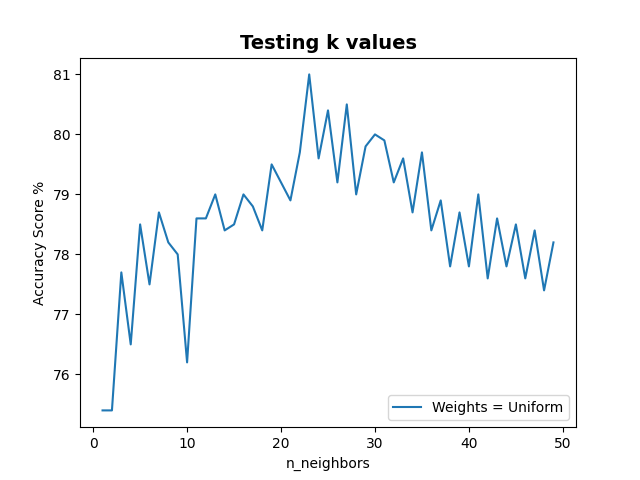 Testing k values
Accuracy Score %
81
80
79
78
77
76
0 10 20 30 40 50
n_neighbors
Weights = Uniform